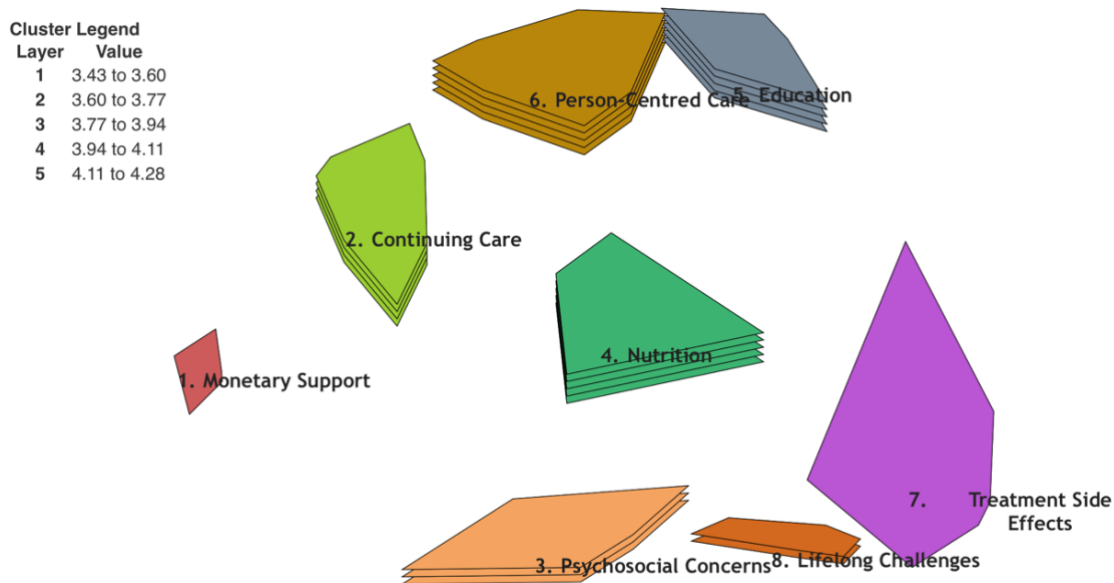 Cluster Legend
Layer Value
1 3.43 to 3.60
2 3.60 to 3.77
3 3.77 to 3.94
4 3.94 to 4.11
5 4.11 to 4.28
6. Person-Centred Care
5. Education
2. Continuing Care
4. Nutrition
1. Monetary Support
7. Treatment Side
Effects
3. Psychosocial Concerns
8. Lifelong Challenges